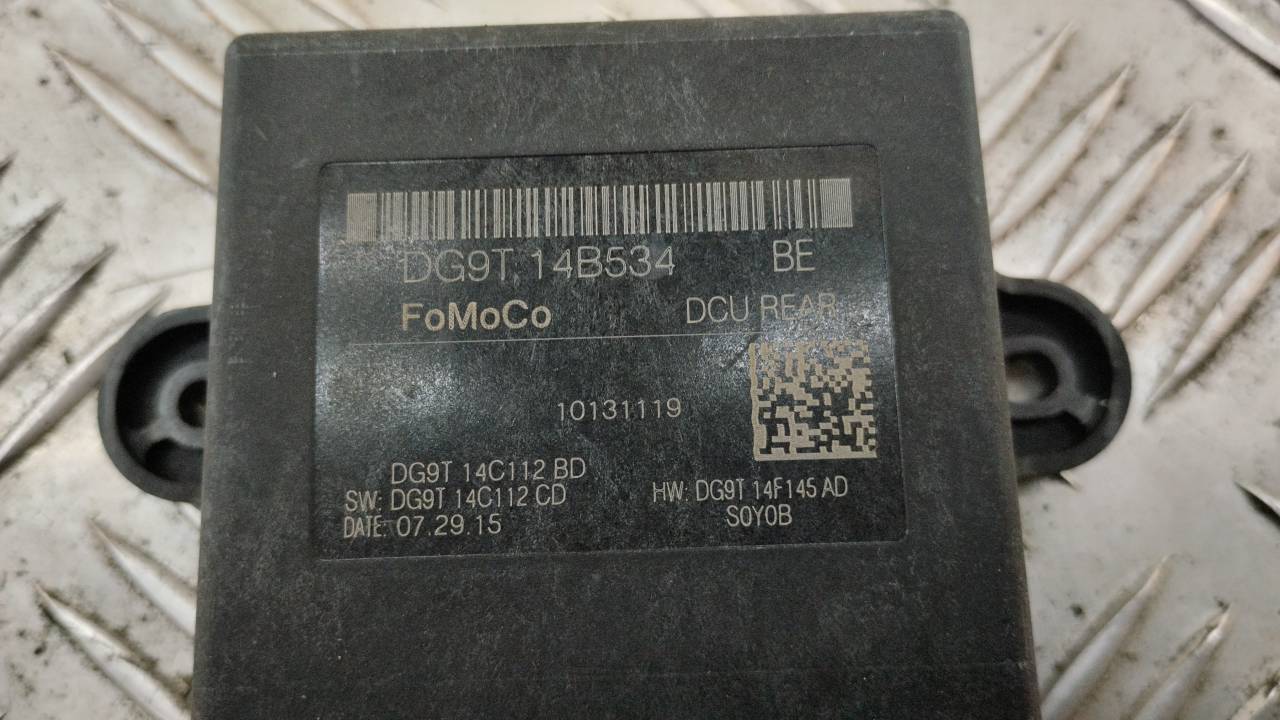 DG9T 14B534 BE
FoMoCo DCU REAR
10131119
DG9T 14C112 BD
SW: DG9T 14C112 CD HW: DG9T 14F145 AD
DATE: 07.29.15 S0Y0B